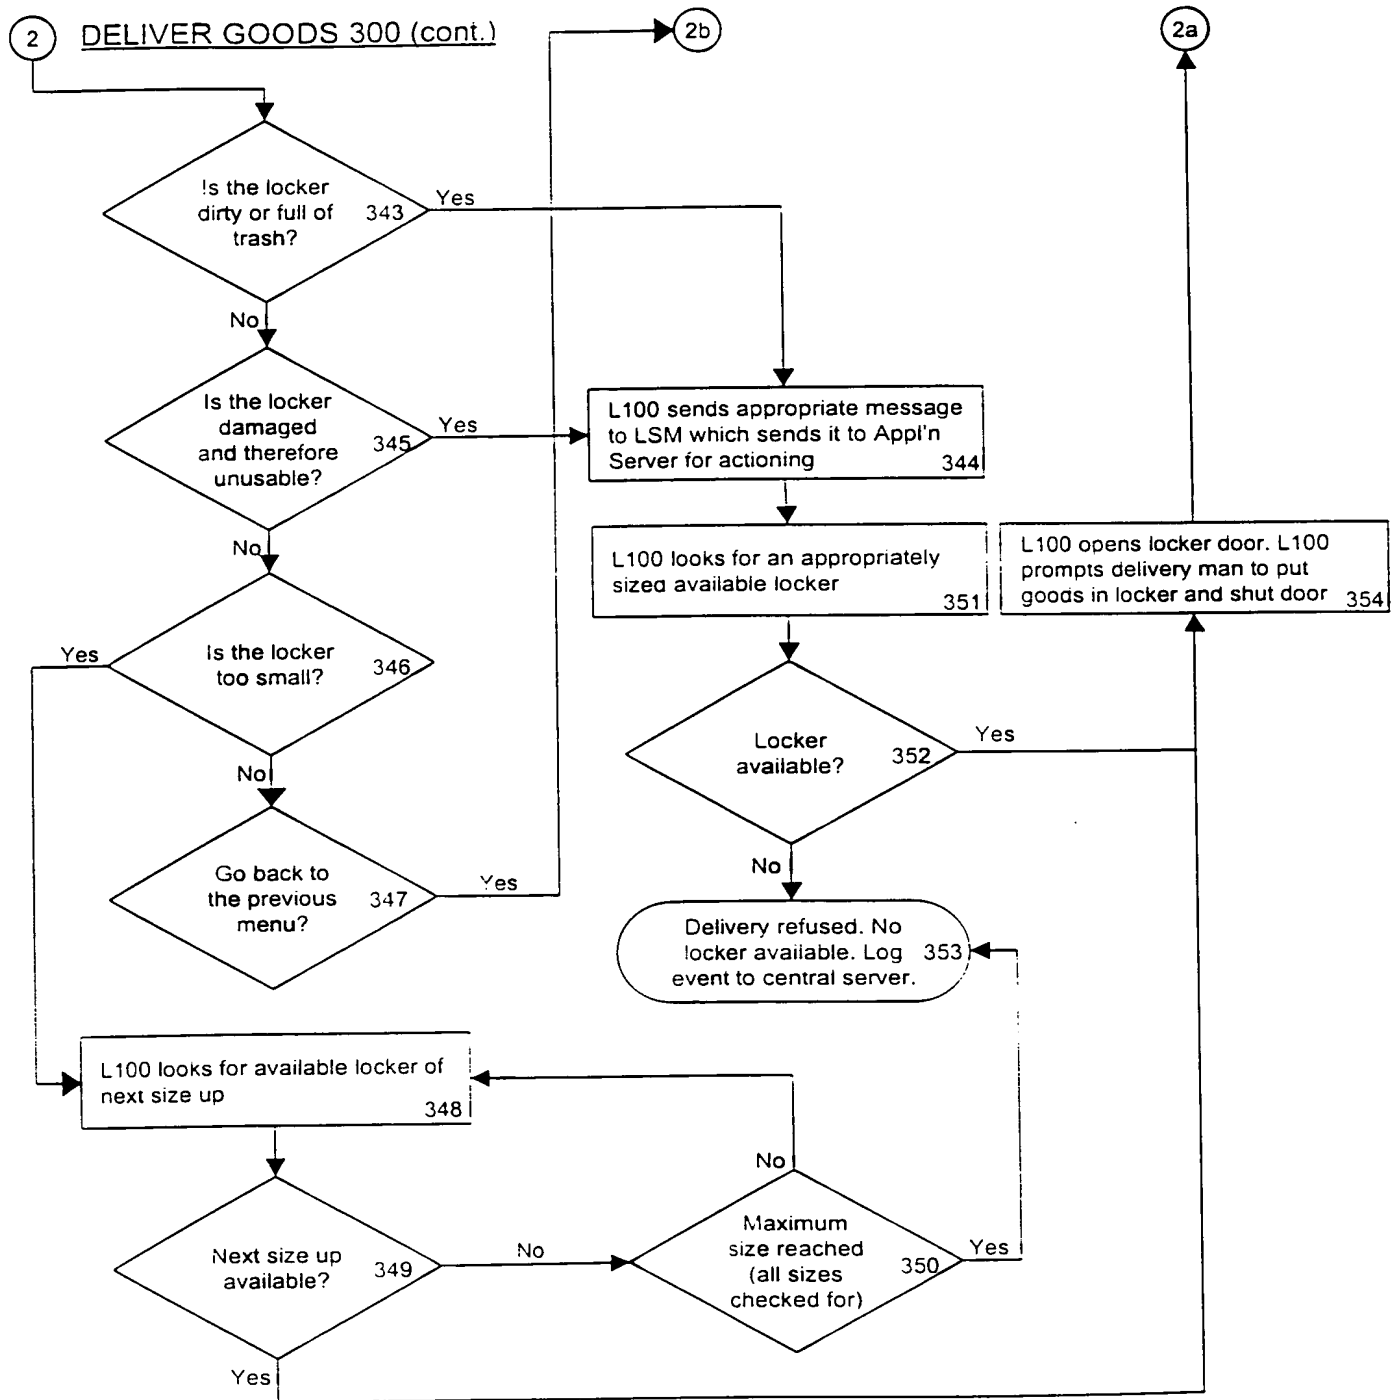 2 DELIVER GOODS 300 (cont.)
2b
2a
Is the locker
dirty or full of 343
trash?
Yes
No
Is the locker
damaged
and therefore 345
unusable?
Yes
No
L100 sends appropriate message
to LSM which sends it to Appl'n
Server for actioning 344
L100 looks for an appropriately
sized available locker
351
L100 opens locker door. L100
prompts delivery man to put
goods in locker and shut door 354
Yes
Is the locker 346
too small?
No
Locker
available? 352
Yes
No
Go back to
the previous 347
menu?
Yes
Delivery refused. No
locker available. Log 353
event to central server.
L100 looks for available locker of
next size up
348
Next size up
available? 349
No
Yes
No
Maximum
size reached
(all sizes 350
checked for)
Yes